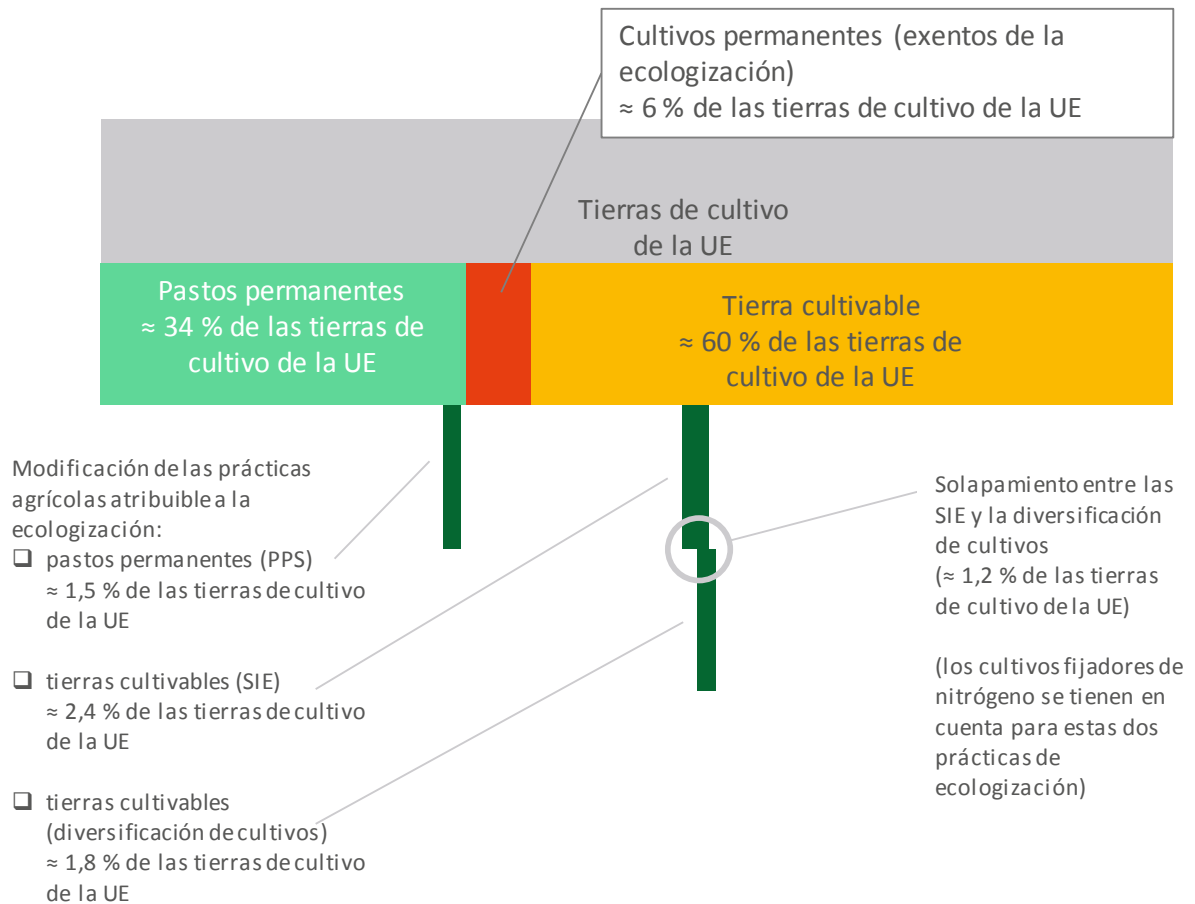 Cultivos permanentes (exentos de la
ecologización)
≈ 6 % de las tierras de cultivo de la UE
Tierras de cultivo
de la UE
Pastos permanentes
≈ 34 % de las tierras de
cultivo de la UE
Tierra cultivable
≈ 60 % de las tierras de
cultivo de la UE
Modificación de las prácticas
agrícolas atribuible a la
ecologización:
❑ pastos permanentes (PPS)
≈ 1,5 % de las tierras de cultivo
de la UE
❑ tierras cultivables (SIE)
≈ 2,4 % de las tierras de cultivo
de la UE
❑ tierras cultivables
(diversificación de cultivos)
≈ 1,8 % de las tierras de cultivo
de la UE
Solapamiento entre las
SIE y la diversificación
de cultivos
(≈ 1,2 % de las tierras
de cultivo de la UE)
(los cultivos fijadores de
nitrógeno se tienen en
cuenta para estas dos
prácticas de
ecologización)